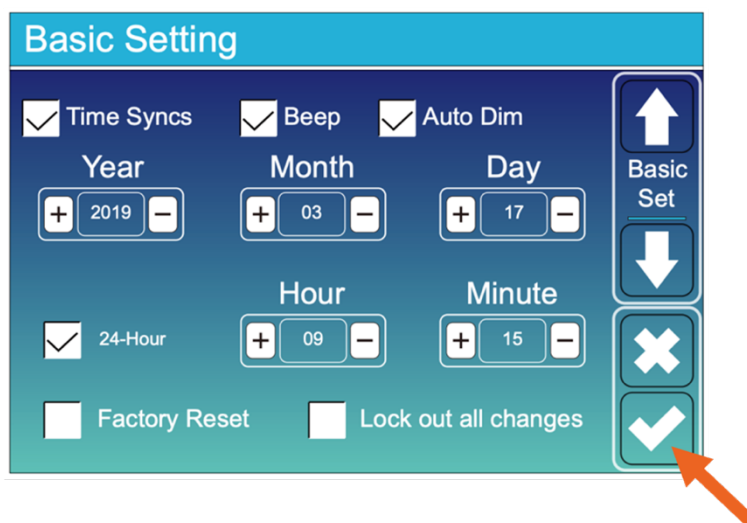 Basic Setting
Time Syncs Beep Auto Dim
Year Month Day
+ 2019 − + 03 − + 17 −
Basic
Set
Hour Minute
24-Hour + 09 − + 15 −
Factory Reset Lock out all changes